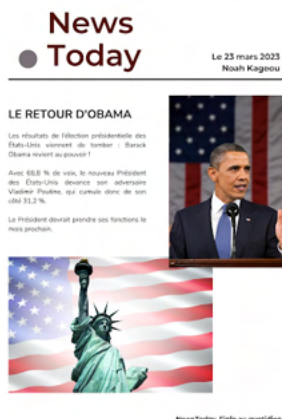 News
Today
Le 23 mars 2023
Noah Kageou
LE RETOUR D'OBAMA
Les résultats de l'élection présidentielle des
États-Unis viennent de tomber : Barack
Obama revient au pouvoir !
Avec 68,8 % de voix, le nouveau Président
des États-Unis devance son adversaire
Vladimir Poutine, qui cumule donc de son
côté 31,2 %.
Le Président devrait prendre ses fonctions le
mois prochain.
l'info au quotidien